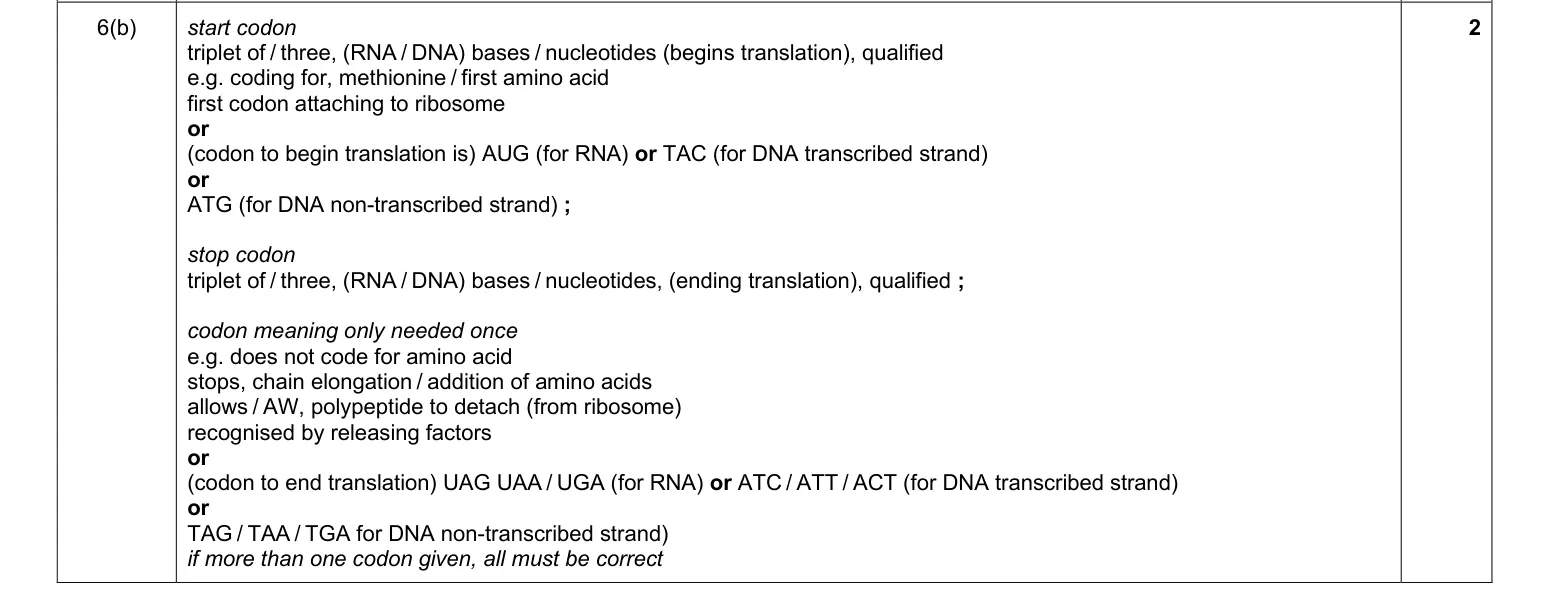 6(b)
start codon
2
triplet of / three, (RNA / DNA) bases / nucleotides (begins translation), qualified
e.g. coding for, methionine / first amino acid
first codon attaching to ribosome
or
(codon to begin translation is) AUG (for RNA) or TAC (for DNA transcribed strand)
or
ATG (for DNA non-transcribed strand) ;
stop codon
triplet of / three, (RNA / DNA) bases / nucleotides, (ending translation), qualified ;
codon meaning only needed once
e.g. does not code for amino acid
stops, chain elongation / addition of amino acids
allows / AW, polypeptide to detach (from ribosome)
recognised by releasing factors
or
(codon to end translation) UAG UAA / UGA (for RNA) or ATC / ATT / ACT (for DNA transcribed strand)
or
TAG / TAA / TGA for DNA non-transcribed strand)
if more than one codon given, all must be correct